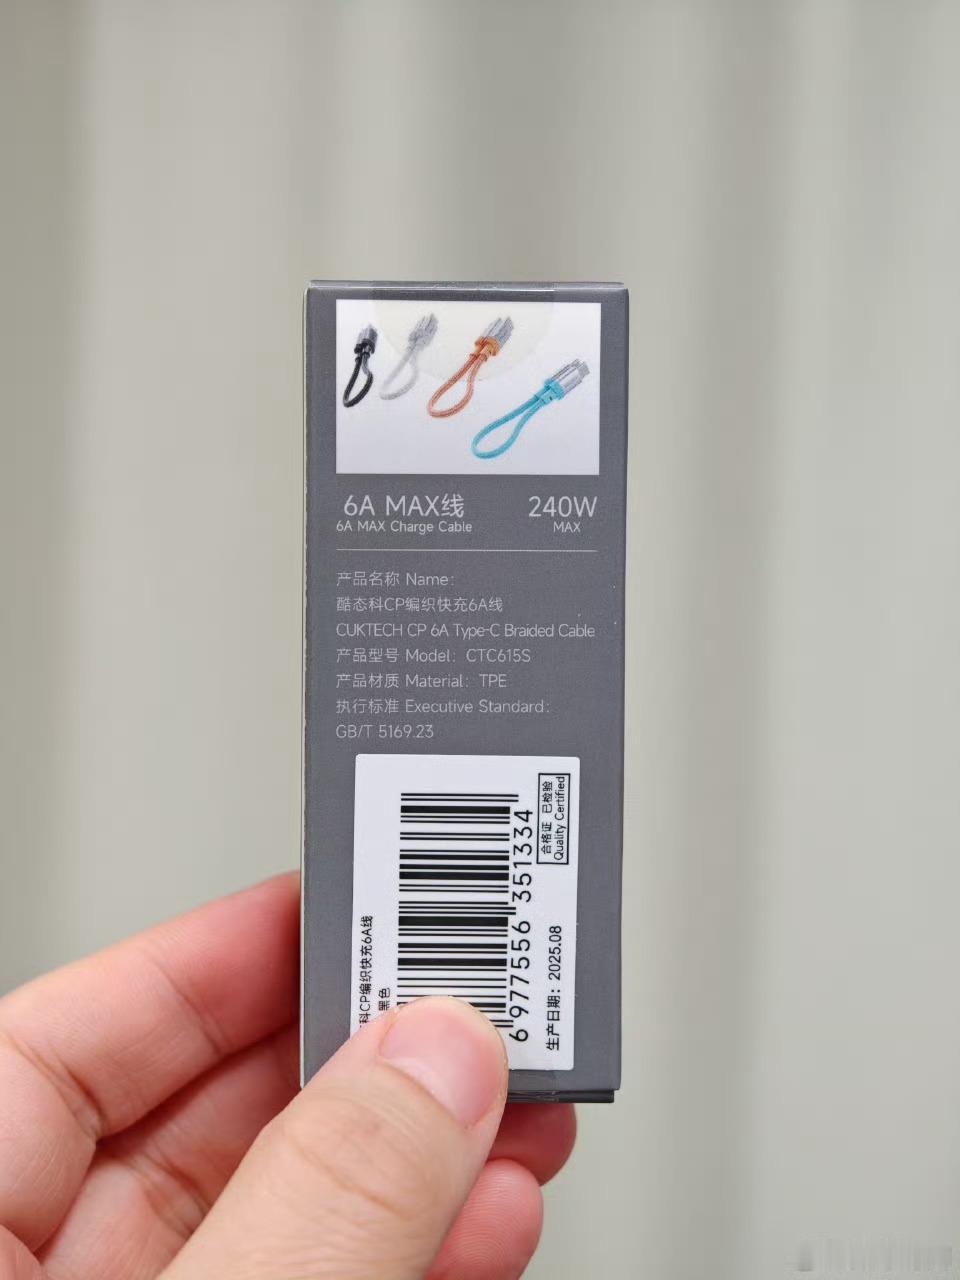 6A MAX线
6A MAX Charge Cable
240W
MAX
产品名称 Name:
酷态科CP编织快充6A线
CUKTECH CP 6A Type-C Braided Cable
产品型号 Model: CTC615S
产品材质 Material: TPE
执行标准 Executive Standard:
GB/T 5169.23
合格证 已检验
Quality Certified
6 977556 351334
生产日期: 2025.08
科CP编织快充6A线
黑色